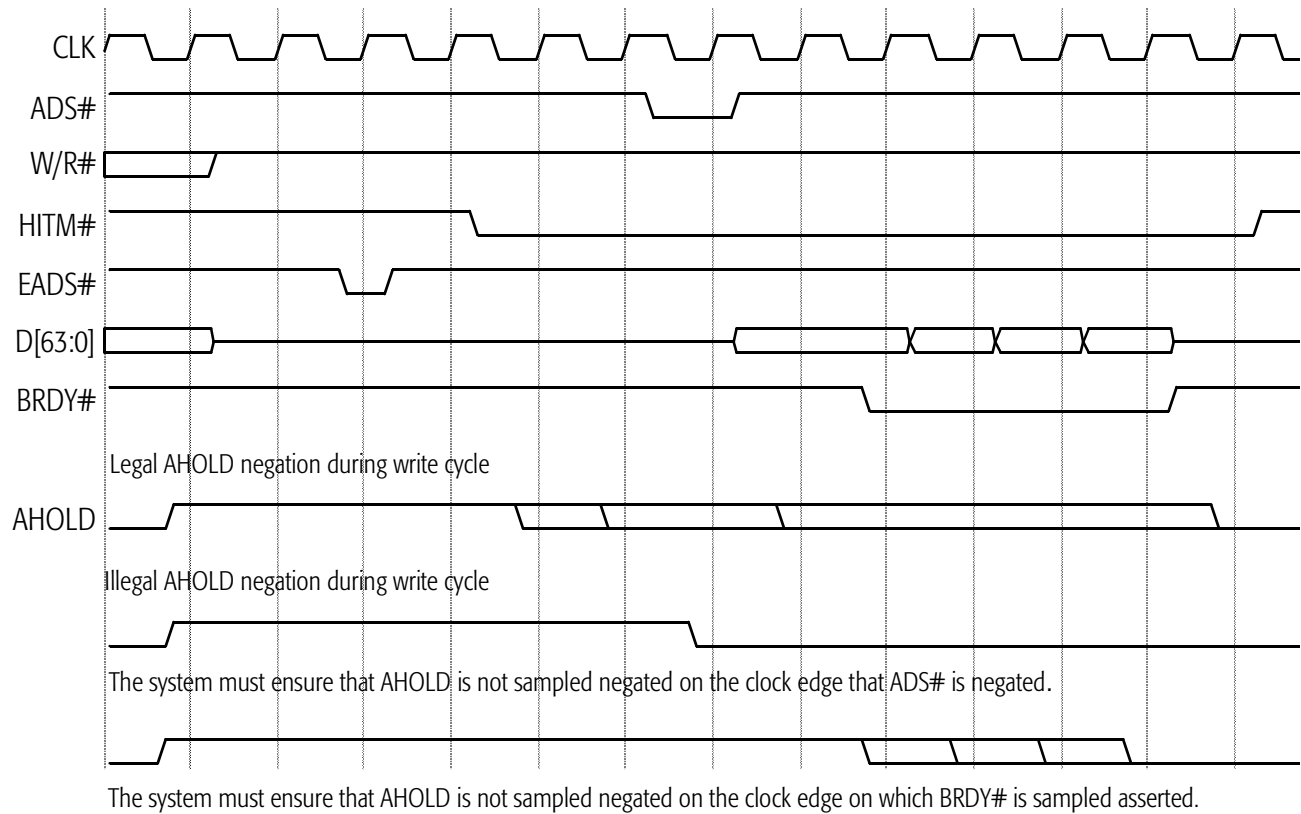 CLK
ADS#
W/R#
HITM#
EADS#
D[63:0]
BRDY#
Legal AHOLD negation during write cycle
AHOLD
Illegal AHOLD negation during write cycle
The system must ensure that AHOLD is not sampled negated on the clock edge that ADS# is negated.
The system must ensure that AHOLD is not sampled negated on the clock edge on which BRDY# is sampled asserted.